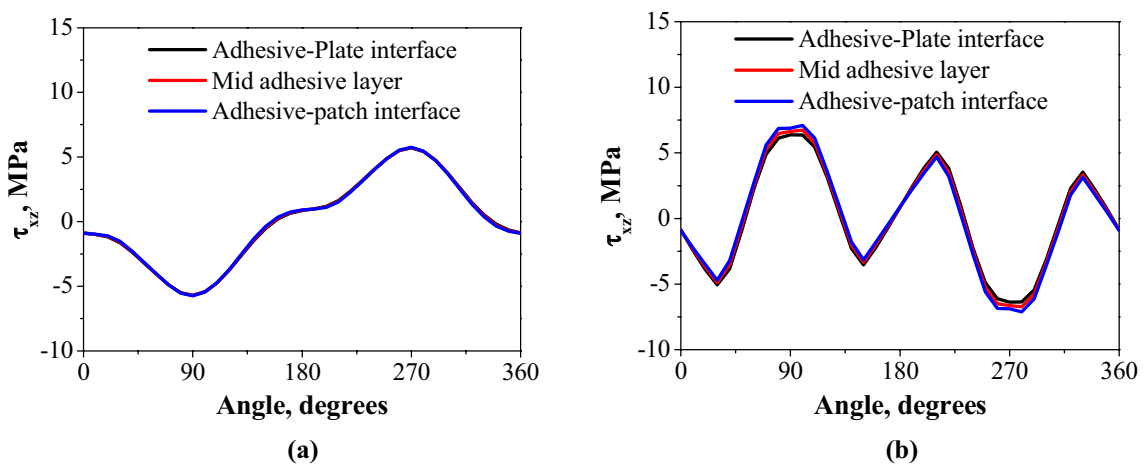 15
10
5
0
-5
-10
τxz, MPa
Adhesive-Plate interface
Mid adhesive layer
Adhesive-patch interface
0 90 180 270 360
Angle, degrees
(a)
15
10
5
0
-5
-10
τxz, MPa
Adhesive-Plate interface
Mid adhesive layer
Adhesive-patch interface
0 90 180 270 360
Angle, degrees
(b)